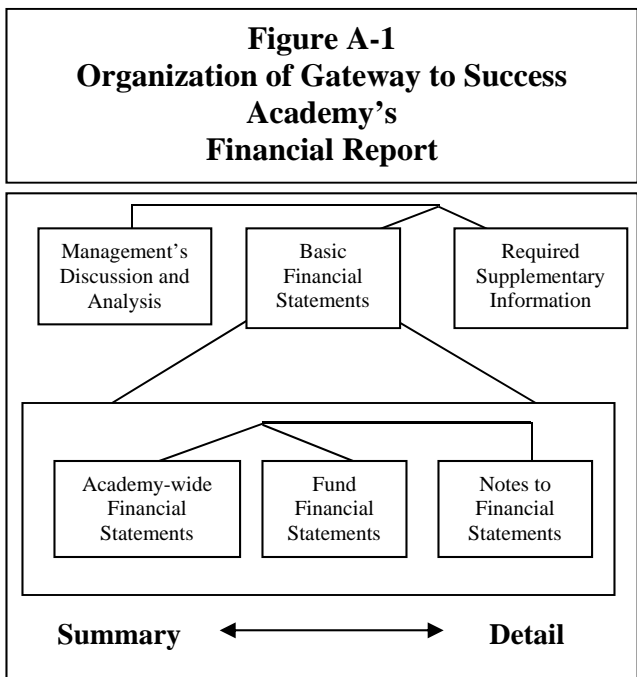 Figure A-1
Organization of Gateway to Success
Academy’s
Financial Report
Management’s
Discussion and
Analysis
Basic
Financial
Statements
Required
Supplementary
Information
Academy-wide
Financial
Statements
Fund
Financial
Statements
Notes to
Financial
Statements
Summary
Detail